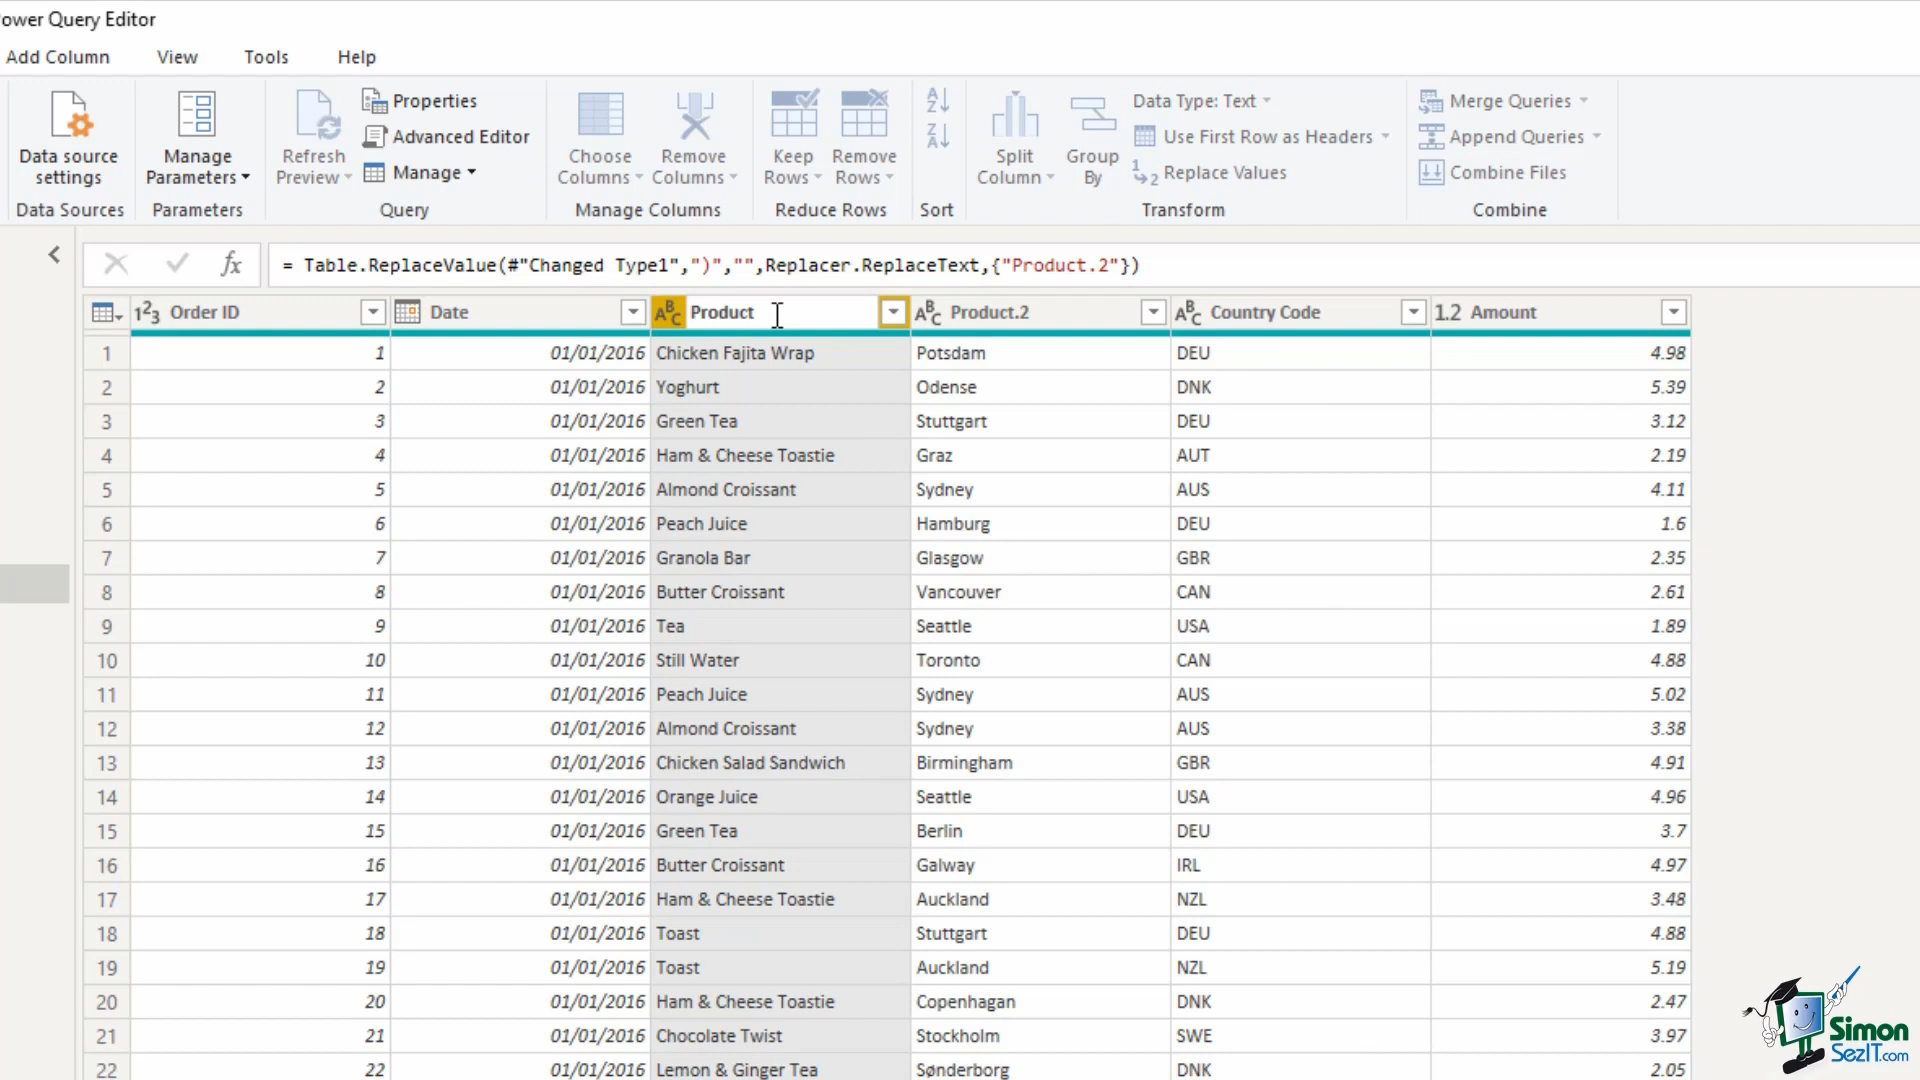 ower Query Editor
Add Column View Tools Help
Data source settings
Manage Parameters
Refresh Preview
Properties
Advanced Editor
Manage
Choose Columns
Remove Columns
Keep Rows
Remove Rows
Split Column
Group By
Data Type: Text
Use First Row as Headers
Replace Values
Merge Queries
Append Queries
Combine Files
Data Sources Parameters Query Manage Columns Reduce Rows Sort Transform Combine
fx = Table.ReplaceValue(#"Changed Type1",")","",Replacer.ReplaceText,{"Product.2"})
123 Order ID Date ABC Product ABC Product.2 ABC Country Code 1.2 Amount
1 1 01/01/2016 Chicken Fajita Wrap Potsdam DEU 4.98
2 2 01/01/2016 Yoghurt Odense DNK 5.39
3 3 01/01/2016 Green Tea Stuttgart DEU 3.12
4 4 01/01/2016 Ham & Cheese Toastie Graz AUT 2.19
5 5 01/01/2016 Almond Croissant Sydney AUS 4.11
6 6 01/01/2016 Peach Juice Hamburg DEU 1.6
7 7 01/01/2016 Granola Bar Glasgow GBR 2.35
8 8 01/01/2016 Butter Croissant Vancouver CAN 2.61
9 9 01/01/2016 Tea Seattle USA 1.89
10 10 01/01/2016 Still Water Toronto CAN 4.88
11 11 01/01/2016 Peach Juice Sydney AUS 5.02
12 12 01/01/2016 Almond Croissant Sydney AUS 3.38
13 13 01/01/2016 Chicken Salad Sandwich Birmingham GBR 4.91
14 14 01/01/2016 Orange Juice Seattle USA 4.96
15 15 01/01/2016 Green Tea Berlin DEU 3.7
16 16 01/01/2016 Butter Croissant Galway IRL 4.97
17 17 01/01/2016 Ham & Cheese Toastie Auckland NZL 3.48
18 18 01/01/2016 Toast Stuttgart DEU 4.88
19 19 01/01/2016 Toast Auckland NZL 5.19
20 20 01/01/2016 Ham & Cheese Toastie Copenhagan DNK 2.47
21 21 01/01/2016 Chocolate Twist Stockholm SWE 3.97
22 22 01/01/2016 Lemon & Ginger Tea Sønderborg DNK 2.05
Simon
SezIT.com